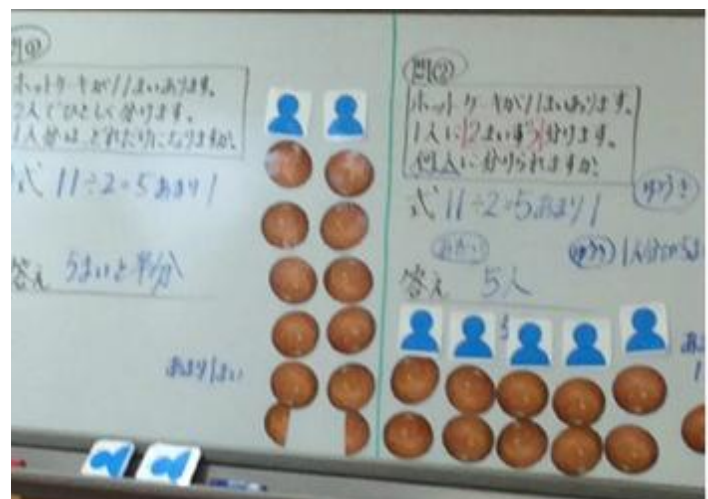 問①
ホットケーキが11まいあります。
2人でひとしく分けます。
1人分は、どれだけになりますか。
式 11÷2=5あまり1
答え 5まいと半分
あまり1まい
問②
ホットケーキが11まいあります。
1人に2まいずつ分けます。
何人に分けられますか。
式 11÷2=5あまり1
答え 5人